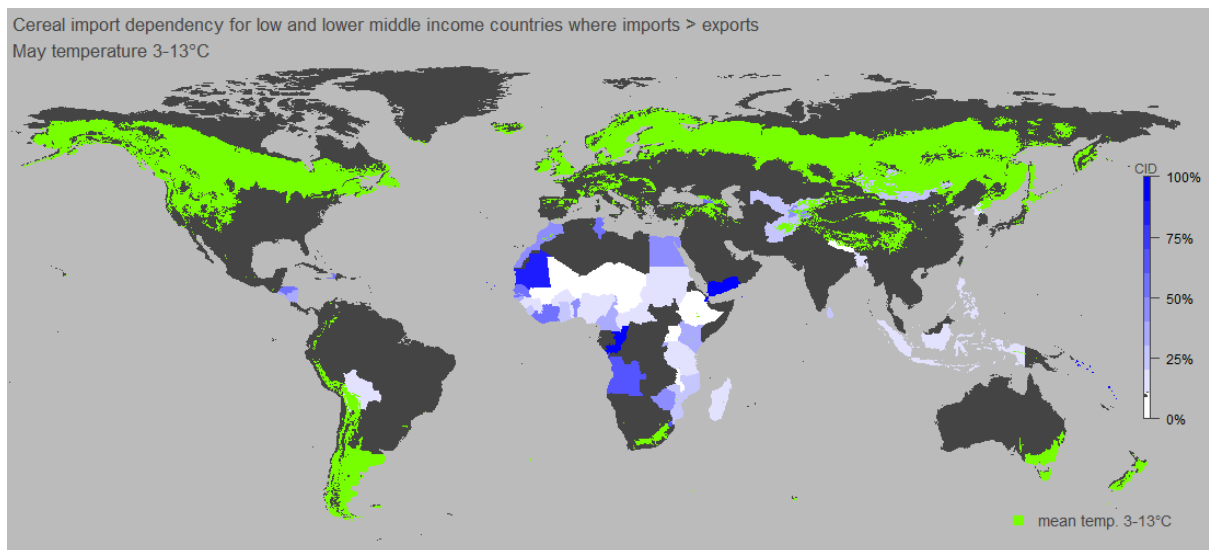 Cereal import dependency for low and lower middle income countries where imports > exports
May temperature 3-13°C
CID
100%
75%
50%
25%
0%
mean temp. 3-13°C